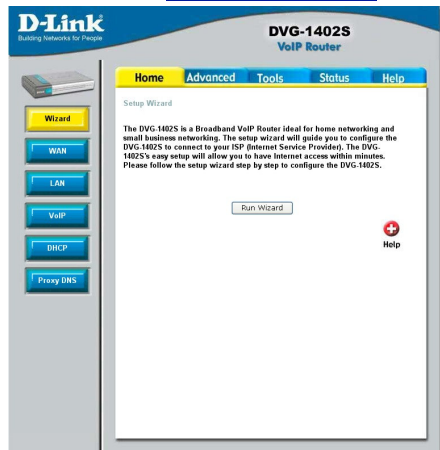 D-Link
Building Networks for People
DVG-1402S
VoIP Router
Home Advanced Tools Status Help
Wizard
WAN
LAN
VoIP
DHCP
Proxy DNS
Setup Wizard
The DVG-1402S is a Broadband VoIP Router ideal for home networking and
small business networking. The setup wizard will guide you to configure the
DVG-1402S to connect to your ISP (Internet Service Provider). The DVG-
1402S's easy setup will allow you to have Internet access within minutes.
Please follow the setup wizard step by step to configure the DVG-1402S.
Run Wizard
Help